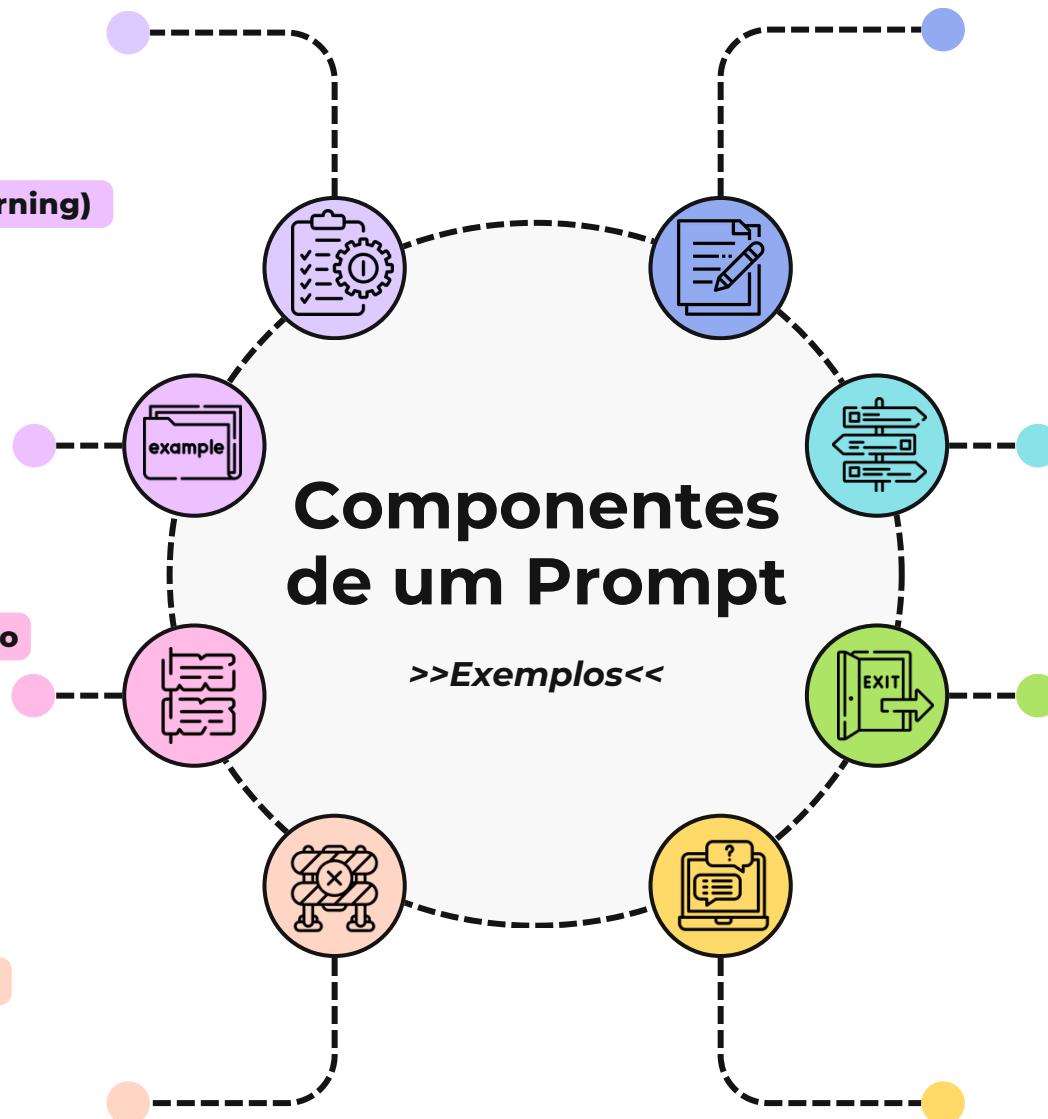 rning)
example
Componentes
de um Prompt
EXIT
o
>>Exemplos<<
?